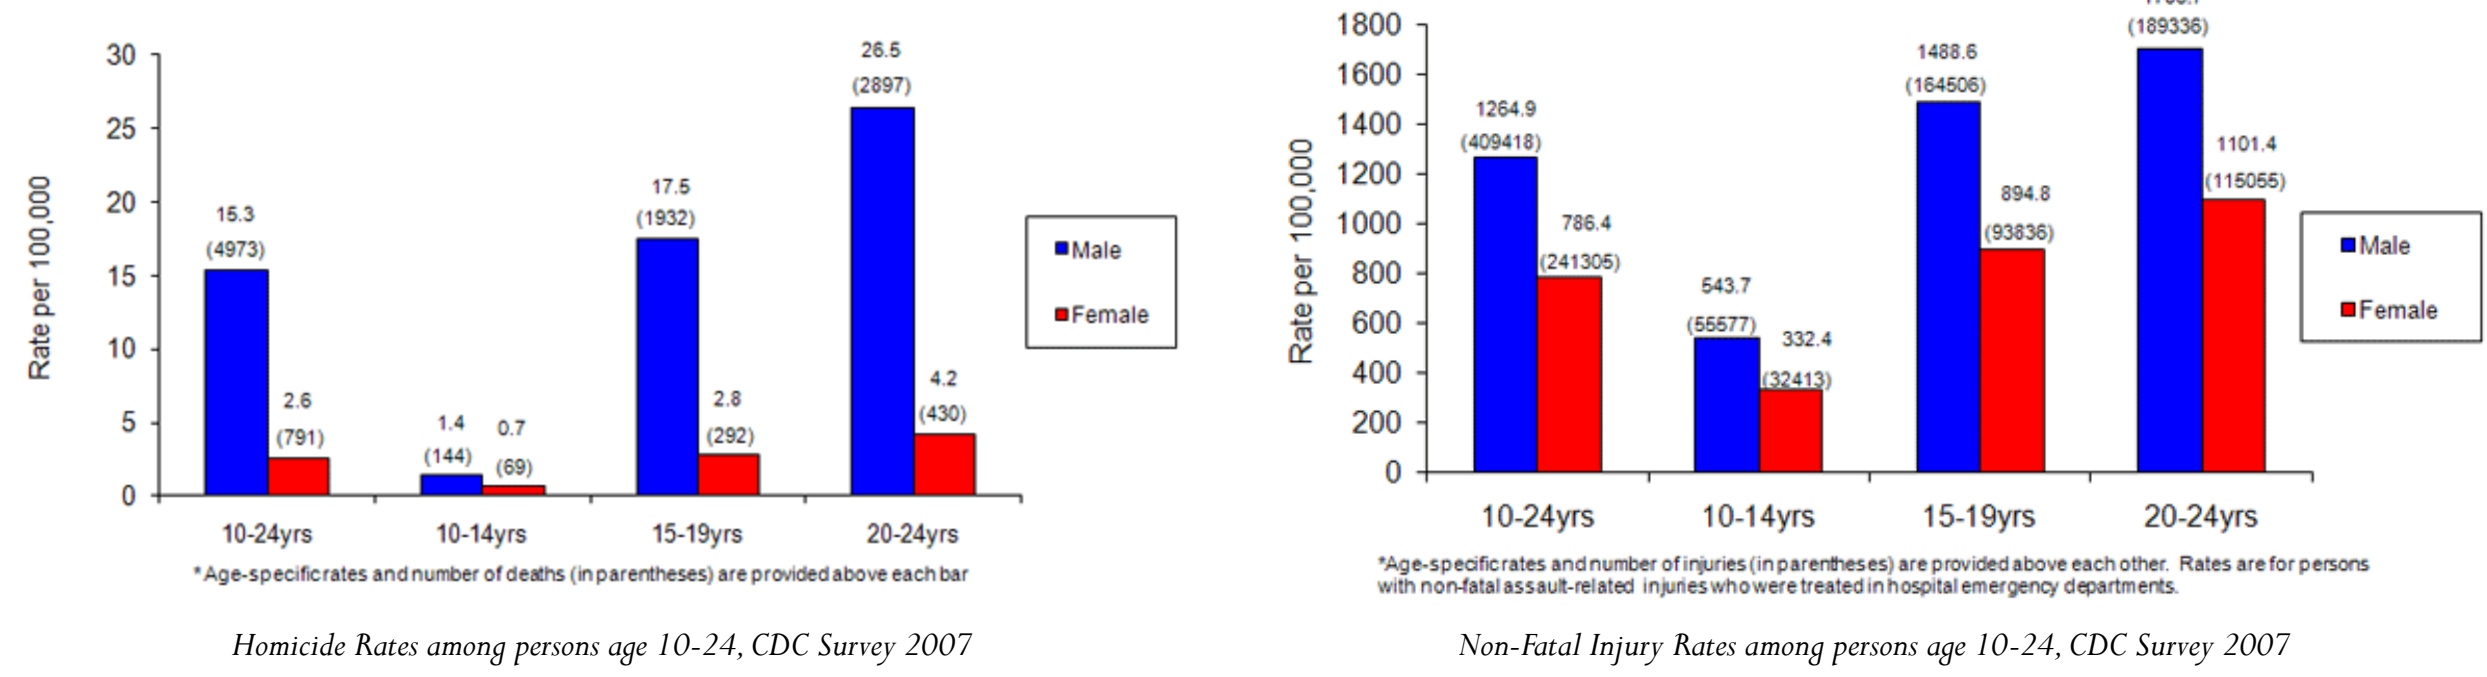 30
25
20
15
10
5
0
Rate per 100,000
15.3
(4973)
2.6
(791)
1.4
(144)
0.7
(69)
17.5
(1932)
2.8
(292)
26.5
(2897)
4.2
(430)
10-24yrs
10-14yrs
15-19yrs
20-24yrs
Male
Female
*Age-specific rates and number of deaths (in parentheses) are provided above each bar
Homicide Rates among persons age 10-24, CDC Survey 2007
1800
1600
1400
1200
1000
800
600
400
200
0
Rate per 100,000
1264.9
(409418)
786.4
(241305)
543.7
(55577)
332.4
(32413)
1488.6
(164506)
894.8
(93836)
(189336)
1101.4
(115055)
10-24yrs
10-14yrs
15-19yrs
20-24yrs
Male
Female
*Age-specific rates and number of injuries (in parentheses) are provided above each other. Rates are for persons
with non-fatal assault-related injuries who were treated in hospital emergency departments.
Non-Fatal Injury Rates among persons age 10-24, CDC Survey 2007